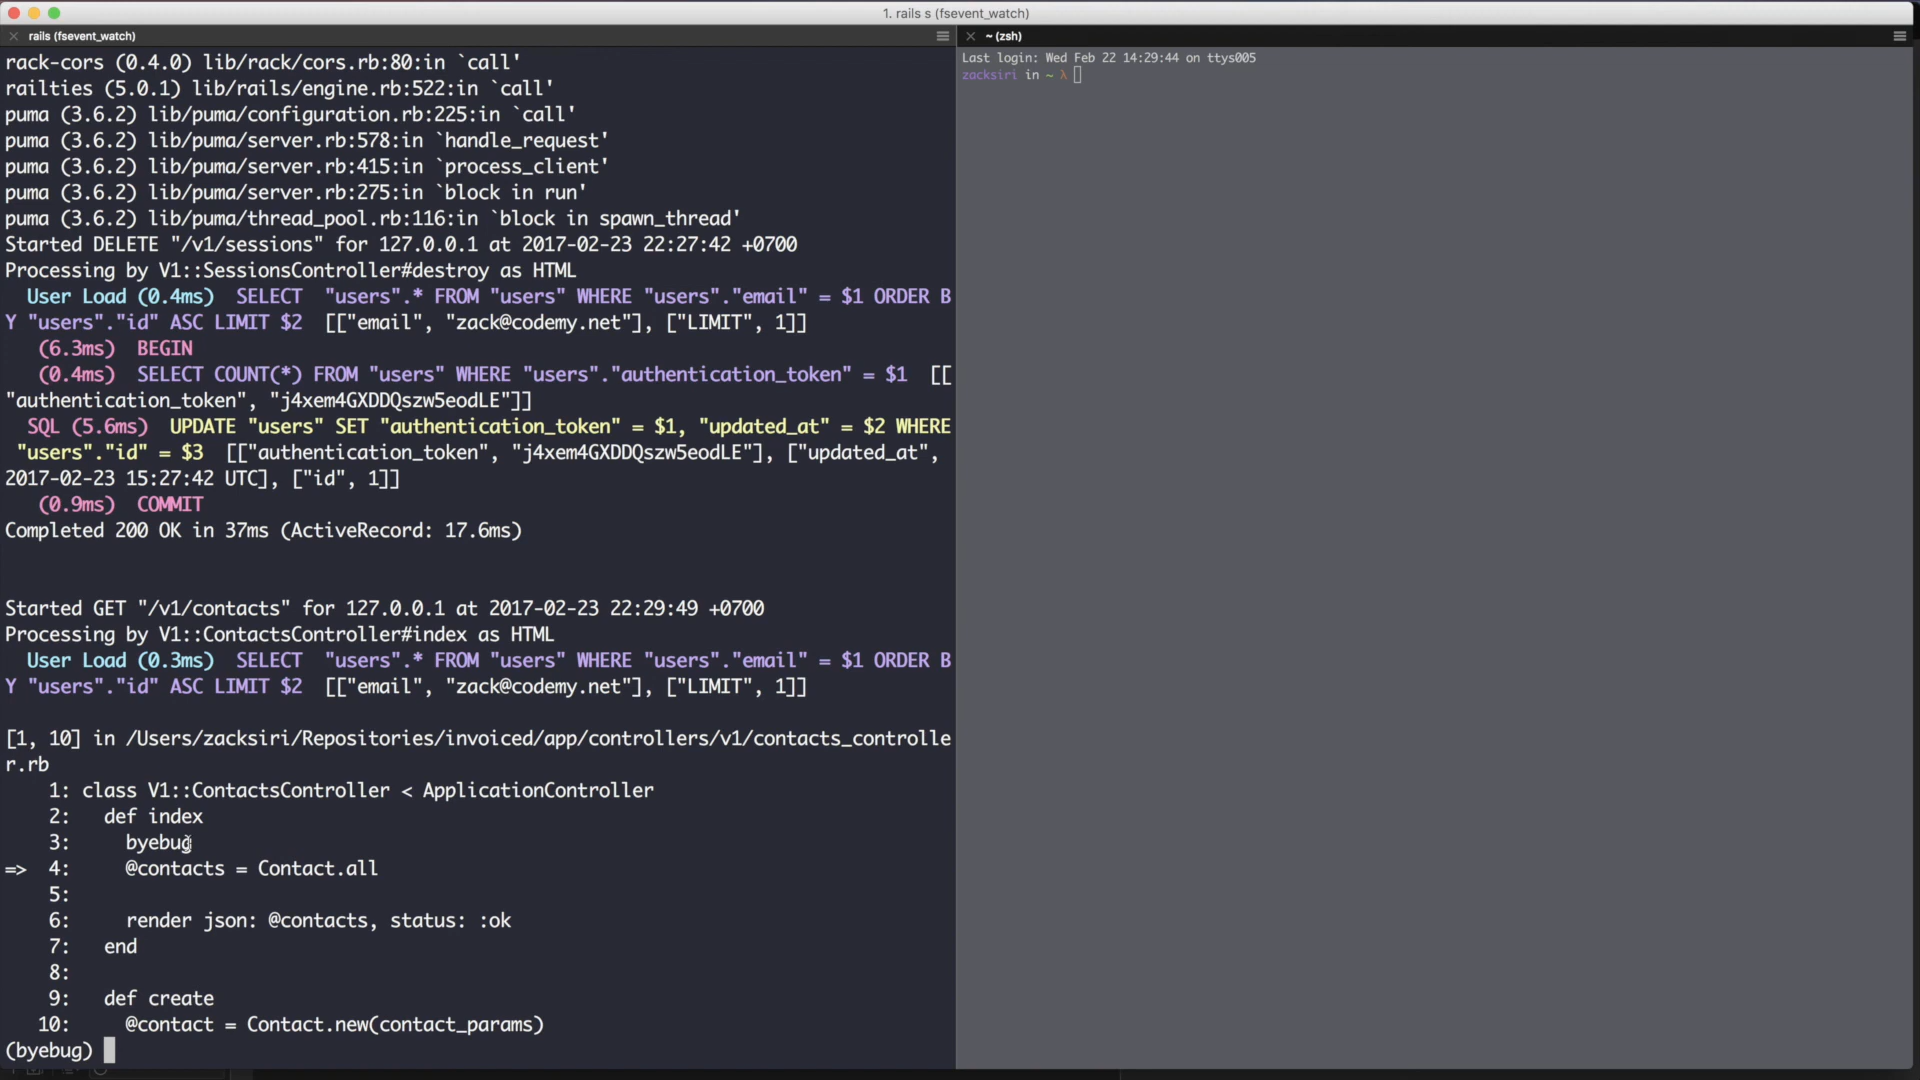 1. rails s (fsevent_watch)
rails (fsevent_watch)
rack-cors (0.4.0) lib/rack/cors.rb:80:in `call'
railties (5.0.1) lib/rails/engine.rb:522:in `call'
puma (3.6.2) lib/puma/configuration.rb:225:in `call'
puma (3.6.2) lib/puma/server.rb:578:in `handle_request'
puma (3.6.2) lib/puma/server.rb:415:in `process_client'
puma (3.6.2) lib/puma/server.rb:275:in `block in run'
puma (3.6.2) lib/puma/thread_pool.rb:116:in `block in spawn_thread'
Started DELETE "/v1/sessions" for 127.0.0.1 at 2017-02-23 22:27:42 +0700
Processing by V1::SessionsController#destroy as HTML
User Load (0.4ms)  SELECT  "users".* FROM "users" WHERE "users"."email" = $1 ORDER B
Y "users"."id" ASC LIMIT $2  [["email", "zack@codemy.net"], ["LIMIT", 1]]
(6.3ms)  BEGIN
(0.4ms)  SELECT COUNT(*) FROM "users" WHERE "users"."authentication_token" = $1  [[
"authentication_token", "j4xem4GXDDQszw5eodLE"]]
SQL (5.6ms)  UPDATE "users" SET "authentication_token" = $1, "updated_at" = $2 WHERE
"users"."id" = $3  [["authentication_token", "j4xem4GXDDQszw5eodLE"], ["updated_at",
2017-02-23 15:27:42 UTC], ["id", 1]]
(0.9ms)  COMMIT
Completed 200 OK in 37ms (ActiveRecord: 17.6ms)
Started GET "/v1/contacts" for 127.0.0.1 at 2017-02-23 22:29:49 +0700
Processing by V1::ContactsController#index as HTML
User Load (0.3ms)  SELECT  "users".* FROM "users" WHERE "users"."email" = $1 ORDER B
Y "users"."id" ASC LIMIT $2  [["email", "zack@codemy.net"], ["LIMIT", 1]]
[1, 10] in /Users/zacksiri/Repositories/invoiced/app/controllers/v1/contacts_controlle
r.rb
1: class V1::ContactsController < ApplicationController
2:   def index
3:     byebug
=>  4:     @contacts = Contact.all
5:
6:     render json: @contacts, status: :ok
7:   end
8:
9:   def create
10:     @contact = Contact.new(contact_params)
(byebug)
~ (zsh)
Last login: Wed Feb 22 14:29:44 on ttys005
zacksiri in ~ λ